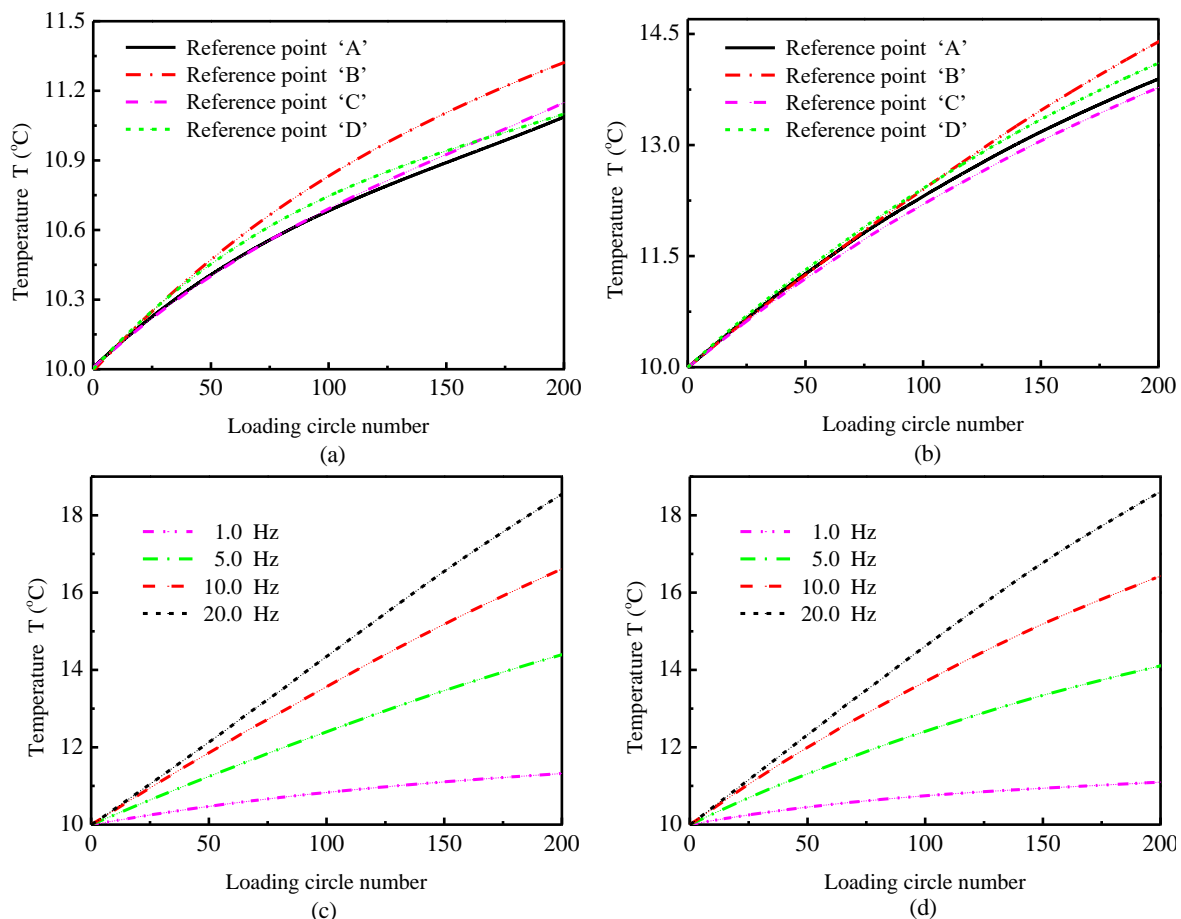 11.5
11.2
10.9
10.6
10.3
10.0
Temperature T (°C)
Reference point ‘A’
Reference point ‘B’
Reference point ‘C’
Reference point ‘D’
0 50 100 150 200
Loading circle number
(a)
14.5
13.0
11.5
10.0
Temperature T (°C)
Reference point ‘A’
Reference point ‘B’
Reference point ‘C’
Reference point ‘D’
0 50 100 150 200
Loading circle number
(b)
18
16
14
12
10
Temperature T (°C)
1.0 Hz
5.0 Hz
10.0 Hz
20.0 Hz
0 50 100 150 200
Loading circle number
(c)
18
16
14
12
10
Temperature T (°C)
1.0 Hz
5.0 Hz
10.0 Hz
20.0 Hz
0 50 100 150 200
Loading circle number
(d)